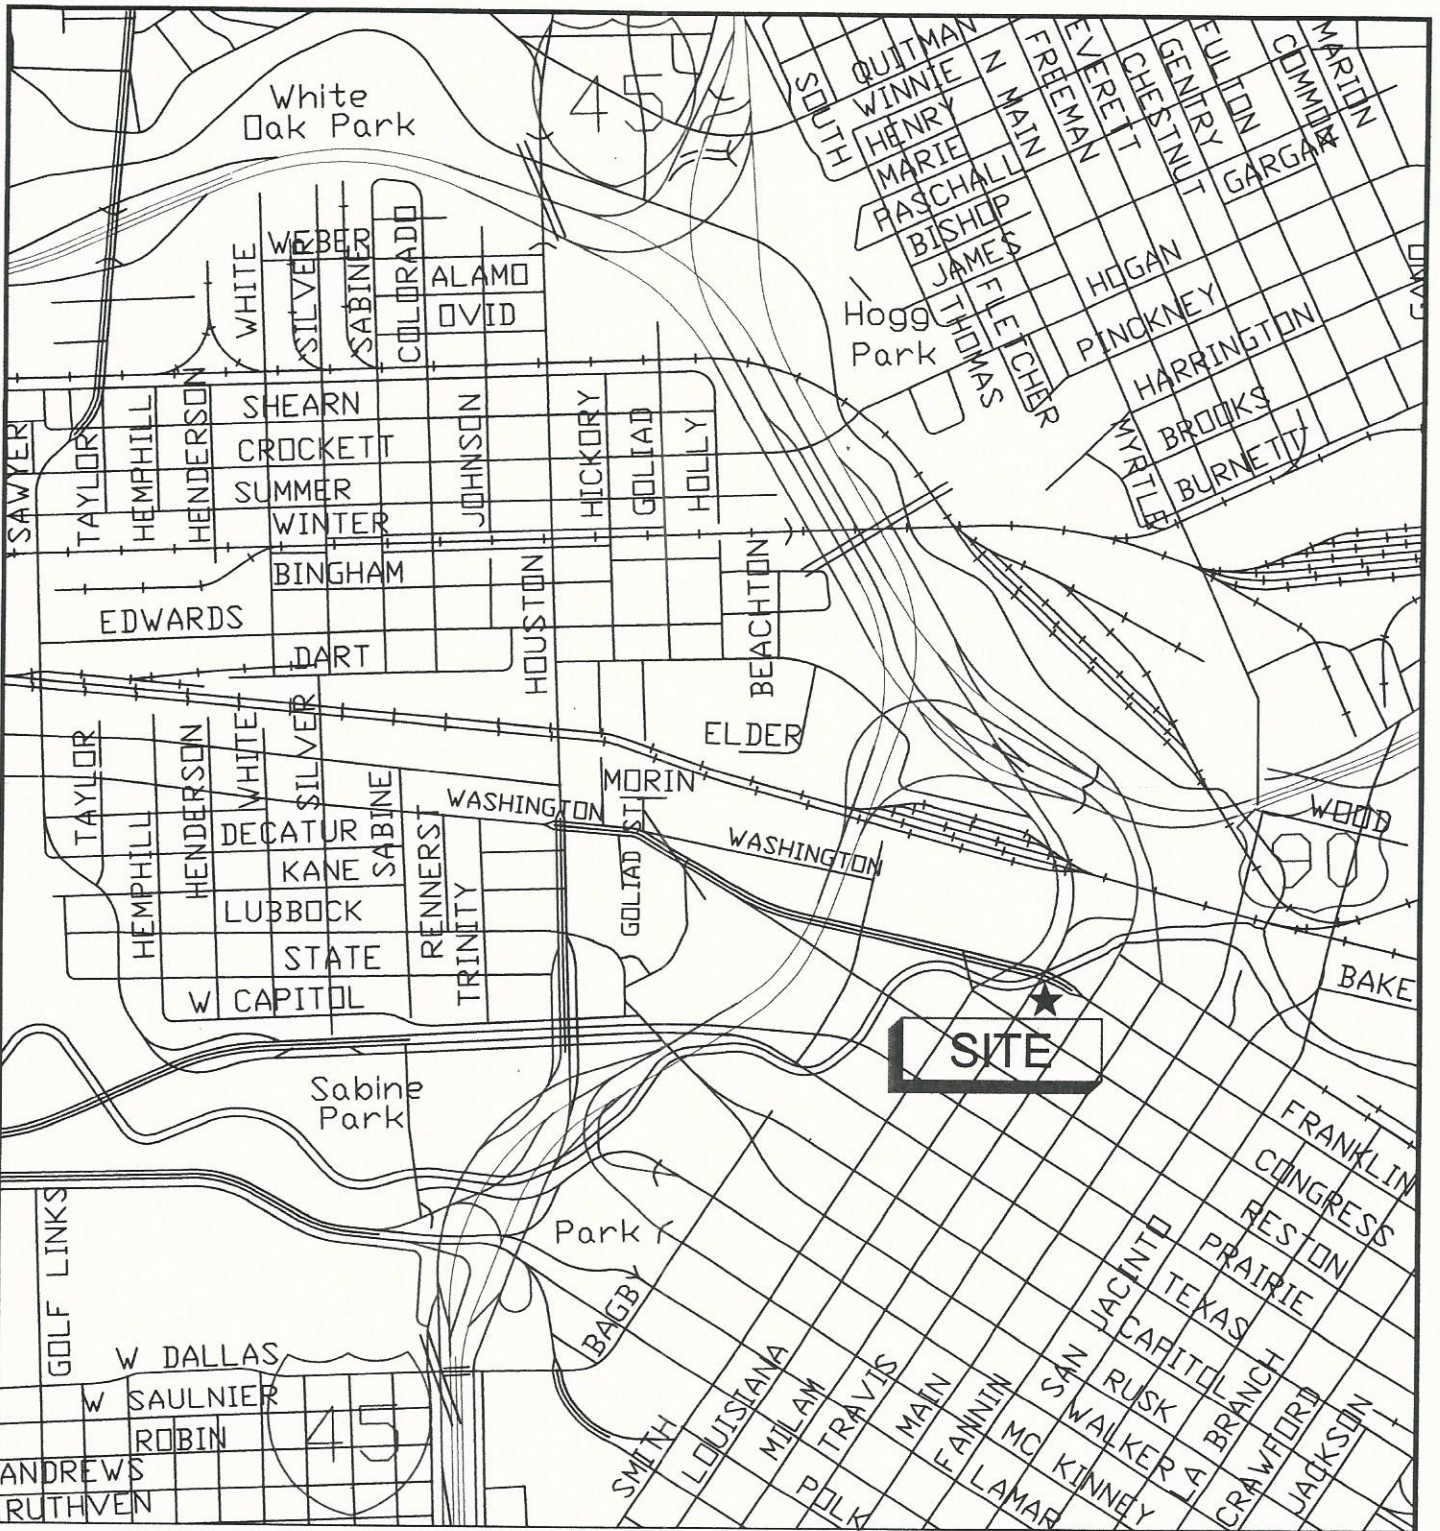 White
Oak Park
45
QUITMAN
WINNIE
HENRY
MARIE
PASCHALL
BISHOP
JAMES
SOUTH
N MAIN
FREEMAN
EVERETT
CHESTNUT
GENTRY
FULTON
COMMON
MARION
GARGAN
HOGAN
PINCKNEY
HARRINGTON
BROOKS
BURNETT
MYRTLE
THOMAS
FLETCHER
Hogg
Park
WEBER
WHITE
SILVER
SABINE
COLORADO
ALAMO
OVID
SHEARN
CROCKETT
SUMMER
WINTER
BINGHAM
EDWARDS
DART
SAWYER
TAYLOR
HEMPHILL
HENDERSON
JOHNSON
HICKORY
GOLIAD
HOLLY
HOUSTON
BEACHTON
ELDER
MORIN
WASHINGTON
ST
WASHINGTON
TAYLOR
HEMPHILL
HENDERSON
WHITE
SILVER
SABINE
DECATUR
KANE
LUBBOCK
STATE
W CAPITOL
RENNERST
TRINITY
GOLIAD
WOOD
BAKE
SITE
Sabine
Park
Park
GOLF LINKS
W DALLAS
W SAULNIER
ROBIN
ANDREWS
RUTHVEN
45
BAGBY
SMITH
LOUISIANA
MILAM
TRAVIS
MAIN
FANNIN
SAN JACINTO
LA BRANCH
CRAWFORD
JACKSON
FRANKLIN
CONGRESS
RESTON
PRAIRIE
TEXAS
CAPITOL
RUSK
WALKER
MC KINNEY
LAMAR
POLK